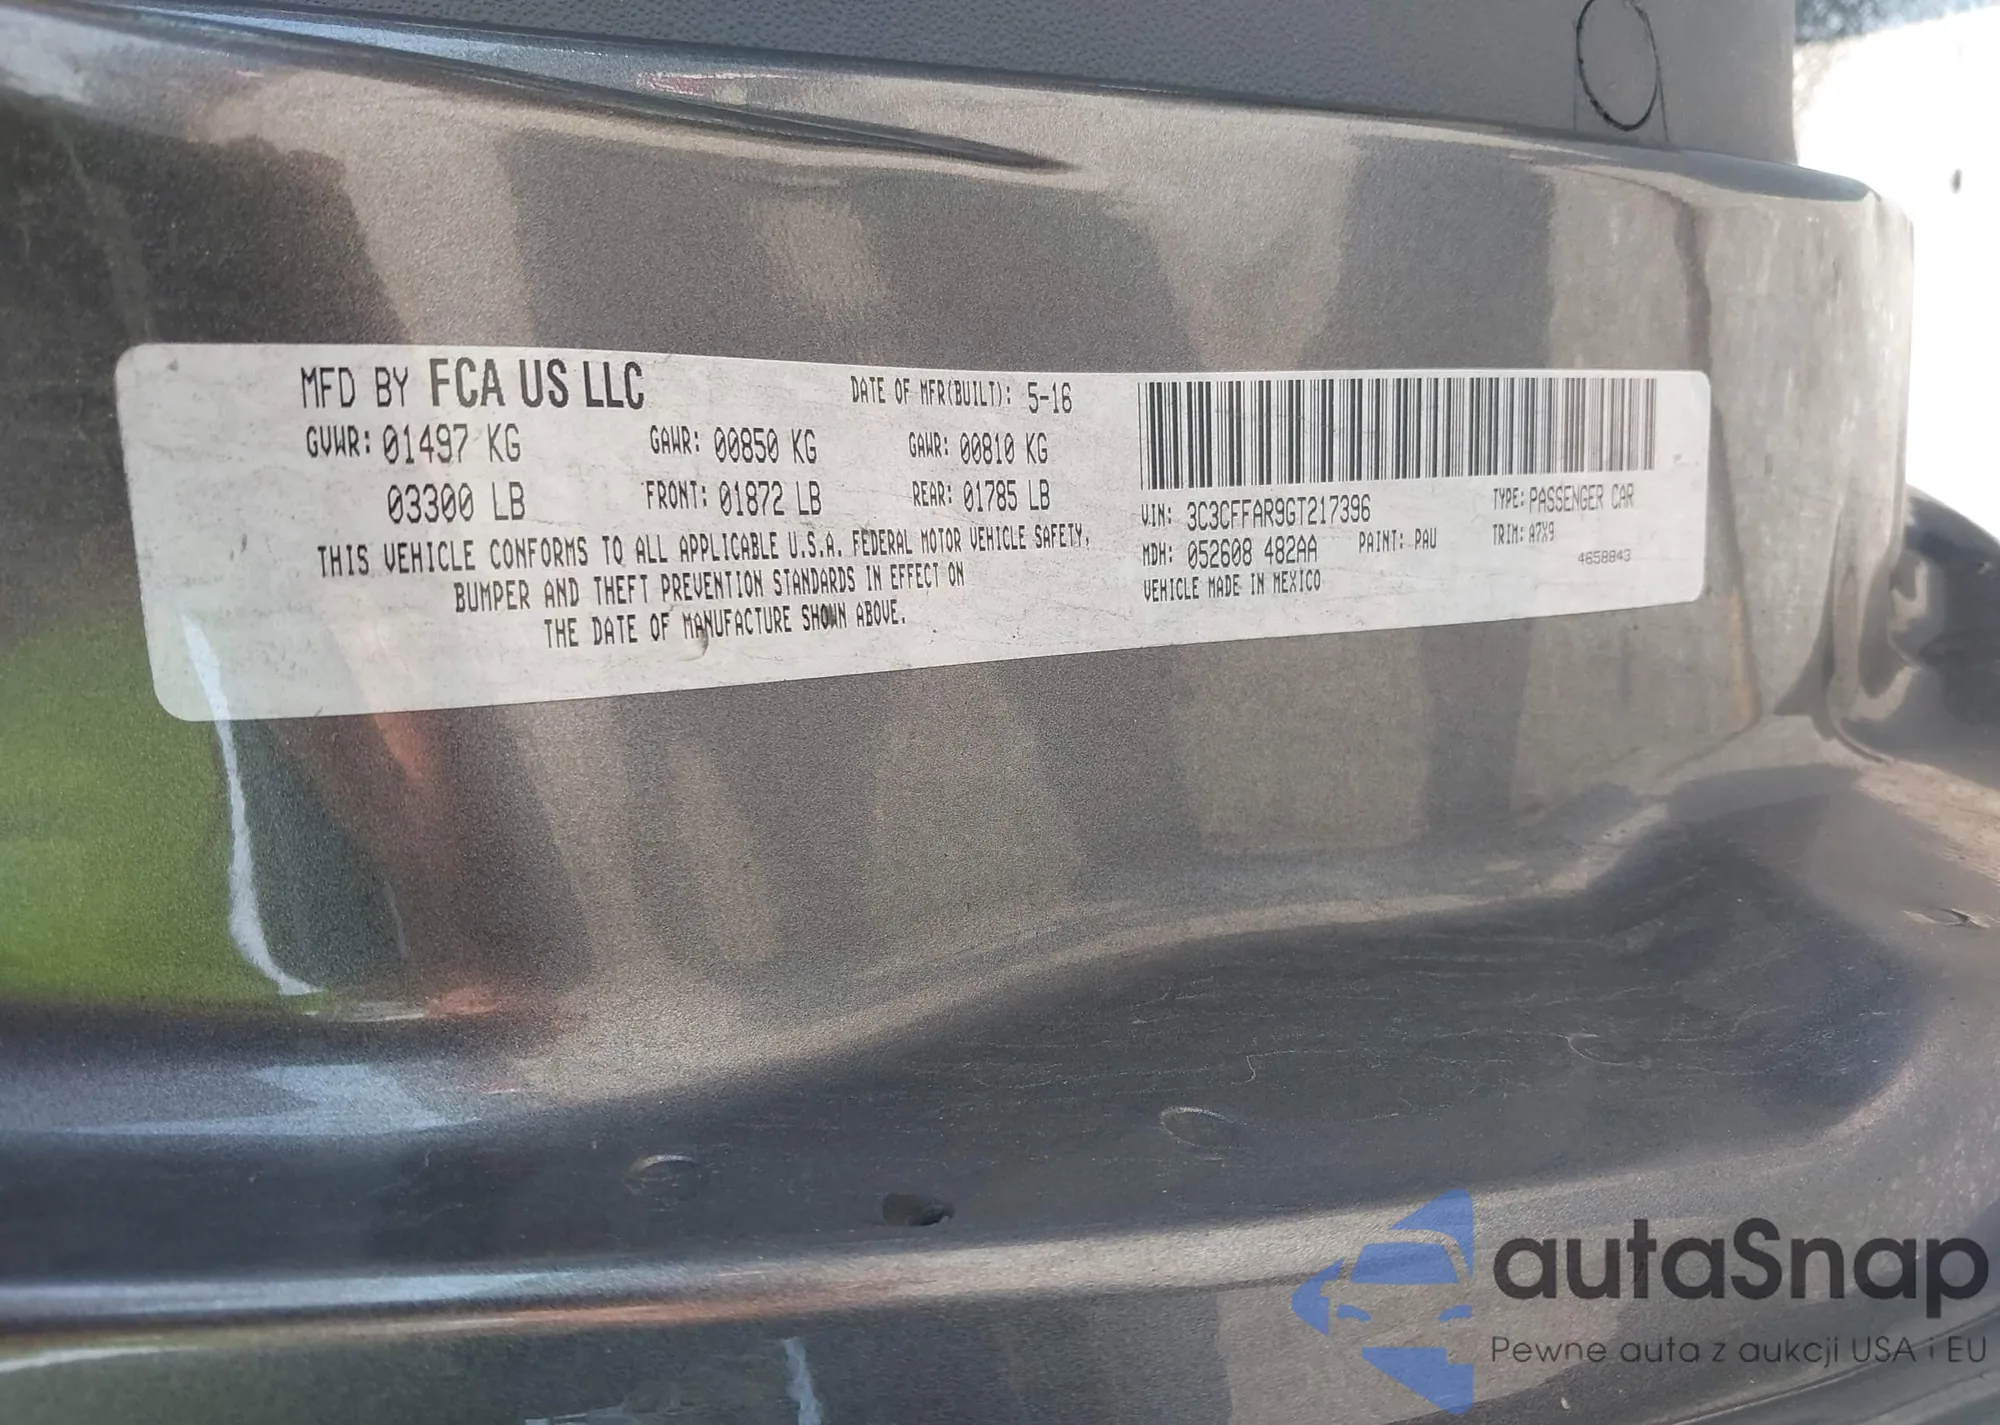 MFD BY FCA US LLC DATE OF MFR(BUILT): 5-16
GVWR: 01497 KG GAWR: 00850 KG GAWR: 00810 KG
03300 LB FRONT: 01872 LB REAR: 01785 LB
THIS VEHICLE CONFORMS TO ALL APPLICABLE U.S.A. FEDERAL MOTOR VEHICLE SAFETY,
BUMPER AND THEFT PREVENTION STANDARDS IN EFFECT ON
THE DATE OF MANUFACTURE SHOWN ABOVE.
VIN: 3C3CFFAR9GT217396 TYPE: PASSENGER CAR
MDH: 052608 482AA PAINT: PAU TRIM: A7X9
VEHICLE MADE IN MEXICO 4658843
autaSnap
Pewne auta z aukcji USA i EU